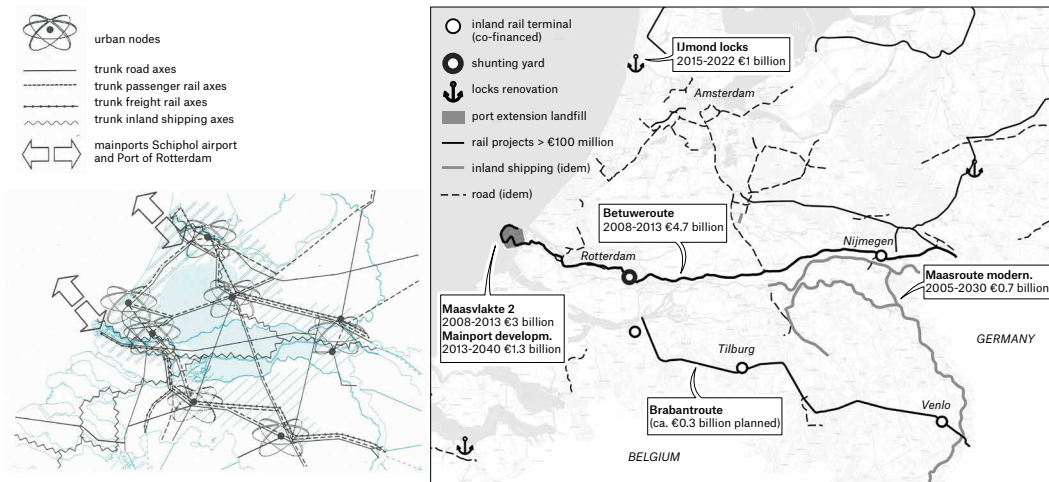 urban nodes
trunk road axes
trunk passenger rail axes
trunk freight rail axes
trunk inland shipping axes
mainports Schiphol airport
and Port of Rotterdam
inland rail terminal
(co-financed)
shunting yard
locks renovation
port extension landfill
rail projects > €100 million
inland shipping (idem)
road (idem)
IJmond locks
2015-2022 €1 billion
Amsterdam
Betuweroute
2008-2013 €4.7 billion
Nijmegen
Rotterdam
Maasroute modern.
2005-2030 €0.7 billion
Maasvlakte 2
2008-2013 €3 billion
Mainport developm.
2013-2040 €1.3 billion
GERMANY
Tilburg
Brabantroute
(ca. €0.3 billion planned)
Venlo
BELGIUM